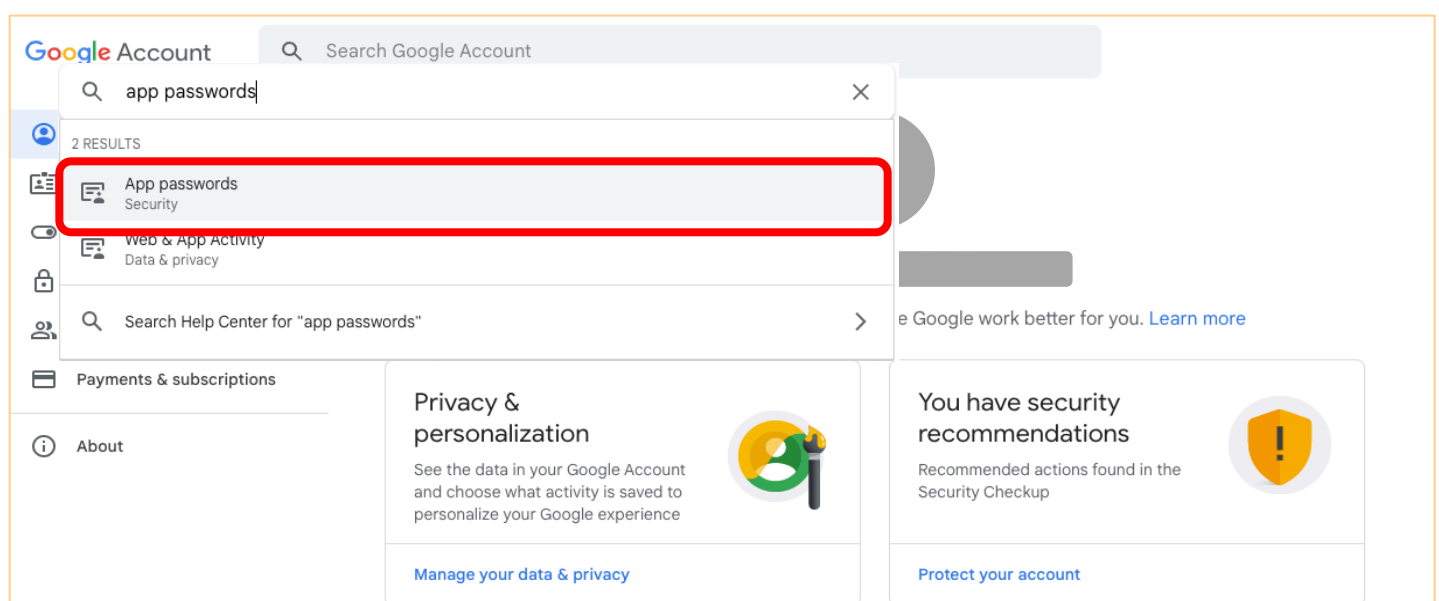 Google Account
Search Google Account
app passwords
2 RESULTS
App passwords
Security
Web & App Activity
Data & privacy
Search Help Center for "app passwords"
e Google work better for you. Learn more
Payments & subscriptions
About
Privacy &
personalization
See the data in your Google Account
and choose what activity is saved to
personalize your Google experience
Manage your data & privacy
You have security
recommendations
Recommended actions found in the
Security Checkup
Protect your account